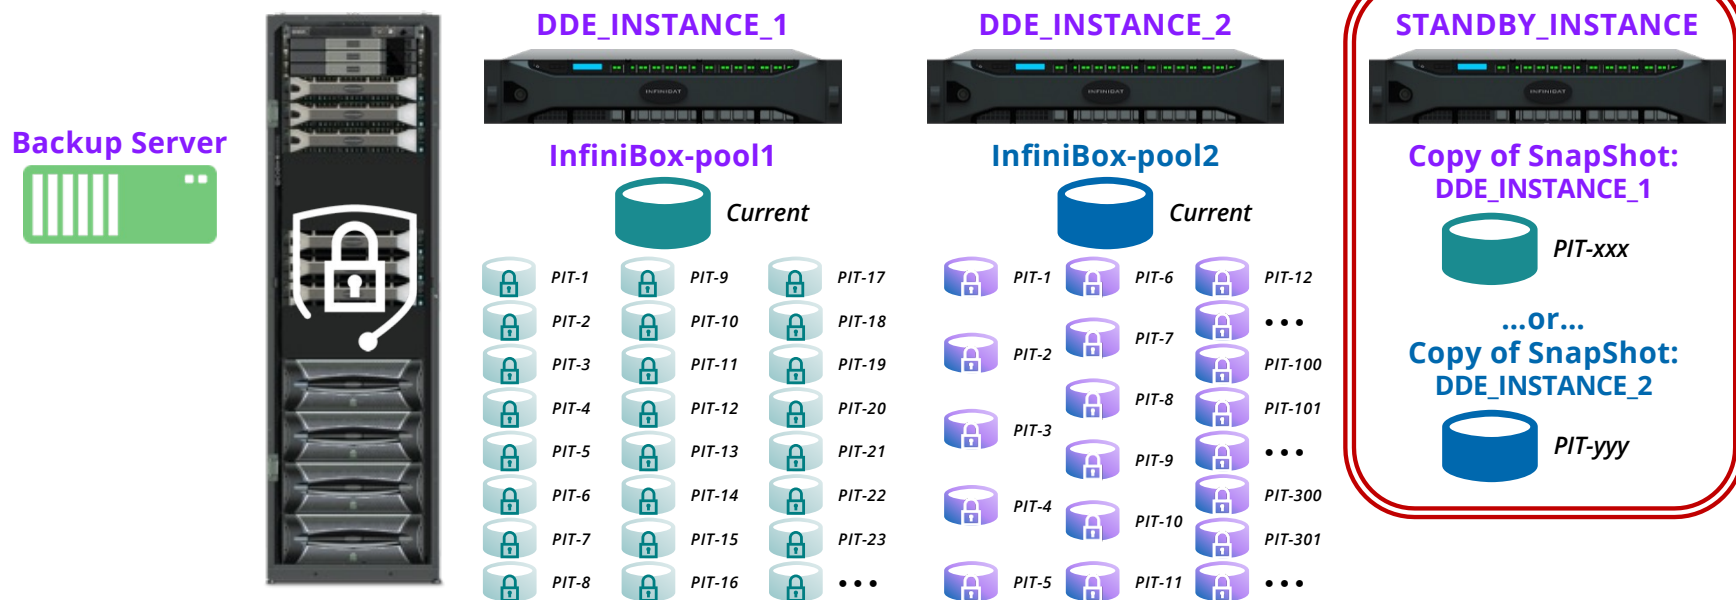 Backup Server
DDE_INSTANCE_1
INFINIDAT
InfiniBox-pool1
Current
PIT-1
PIT-2
PIT-3
PIT-4
PIT-5
PIT-6
PIT-7
PIT-8
PIT-9
PIT-10
PIT-11
PIT-12
PIT-13
PIT-14
PIT-15
PIT-16
PIT-17
PIT-18
PIT-19
PIT-20
PIT-21
PIT-22
PIT-23
•••
DDE_INSTANCE_2
INFINIDAT
InfiniBox-pool2
Current
PIT-1
PIT-2
PIT-3
PIT-4
PIT-5
PIT-6
PIT-7
PIT-8
PIT-9
PIT-10
PIT-11
PIT-12
•••
PIT-100
PIT-101
•••
PIT-300
PIT-301
•••
STANDBY_INSTANCE
INFINIDAT
Copy of SnapShot:
DDE_INSTANCE_1
PIT-xxx
...or...
Copy of SnapShot:
DDE_INSTANCE_2
PIT-yyy